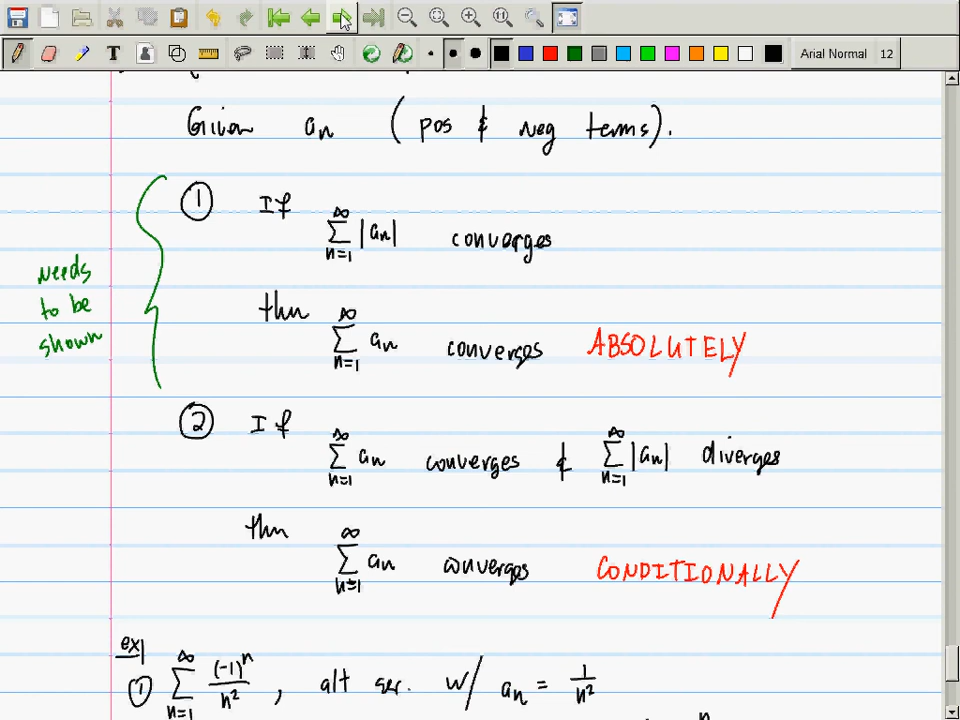 Arial Normal 12
Given aₙ (pos & neg terms).
① If
∑_{n=1}^{∞} |aₙ| converges
needs
to be
shown
then
∑_{n=1}^{∞} aₙ converges ABSOLUTELY
② If
∑_{n=1}^{∞} aₙ converges & ∑_{n=1}^{∞} |aₙ| diverges
then
∑_{n=1}^{∞} aₙ converges CONDITIONALLY
ex
① ∑_{n=1}^{∞} (-1)ⁿ/n² , alt ser. w/ aₙ = 1/n²